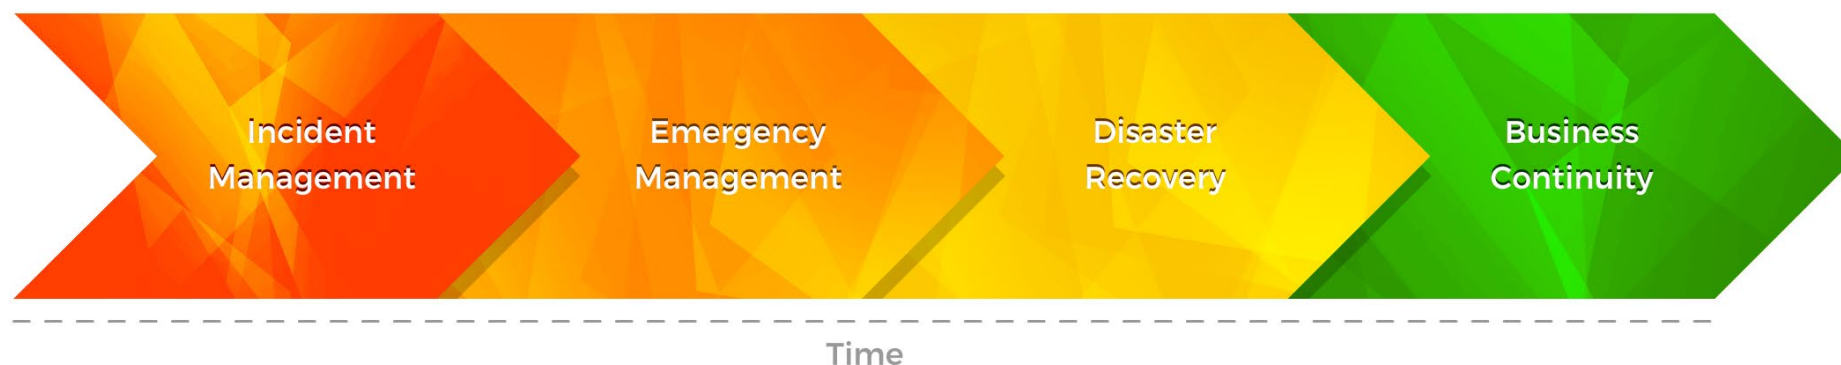 Incident
Management
Emergency
Management
Disaster
Recovery
Business
Continuity
Time